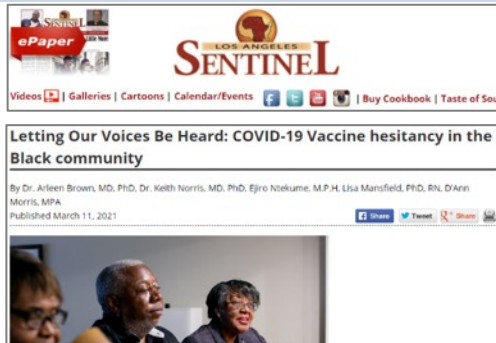 SENTINEL
ePaper
LOS ANGELES
SENTINEL
Videos | Galleries | Cartoons | Calendar/Events | Buy Cookbook | Taste of Sou
Letting Our Voices Be Heard: COVID-19 Vaccine hesitancy in the
Black community
By Dr. Arleen Brown, MD, PhD, Dr. Keith Norris, MD, PhD, Ejiro Ntekume, M.P.H, Lisa Mansfield, PhD, RN, D'Ann
Morris, MPA
Published March 11, 2021
Share Tweet Share